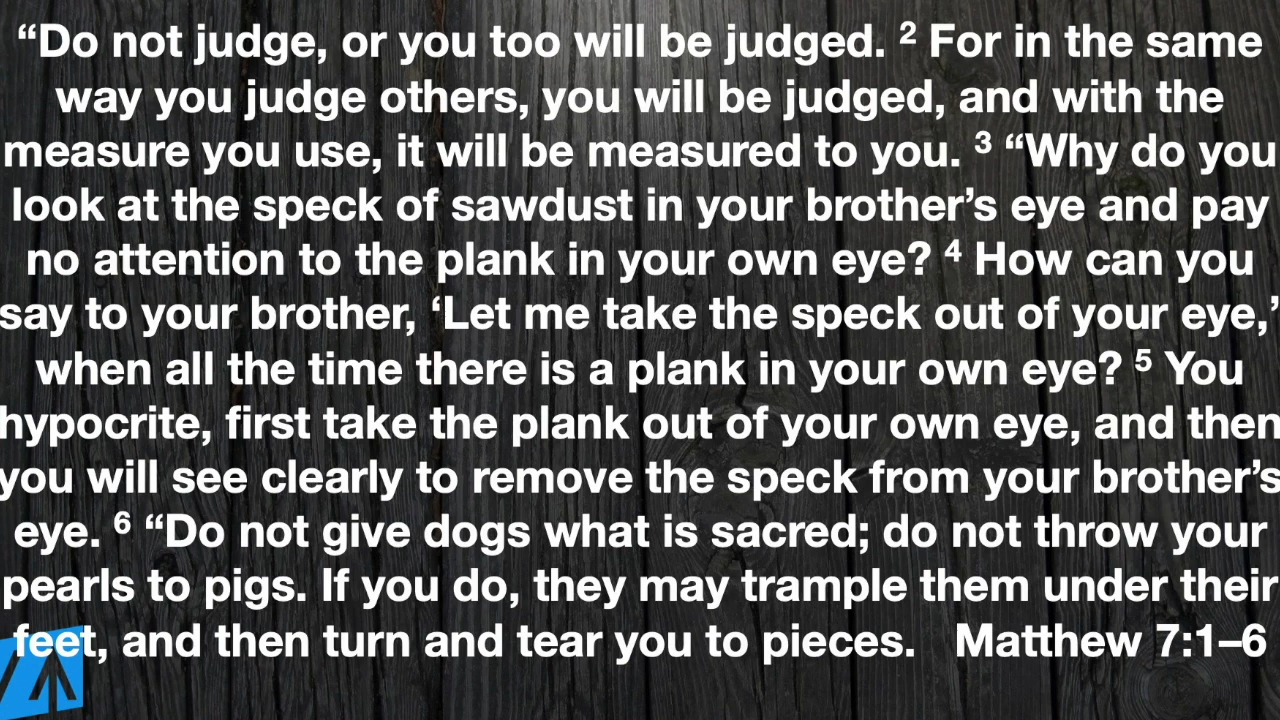 “Do not judge, or you too will be judged. ² For in the same
way you judge others, you will be judged, and with the
measure you use, it will be measured to you. ³ “Why do you
look at the speck of sawdust in your brother’s eye and pay
no attention to the plank in your own eye? ⁴ How can you
say to your brother, ‘Let me take the speck out of your eye,’
when all the time there is a plank in your own eye? ⁵ You
hypocrite, first take the plank out of your own eye, and then
you will see clearly to remove the speck from your brother’s
eye. ⁶ “Do not give dogs what is sacred; do not throw your
pearls to pigs. If you do, they may trample them under their
feet, and then turn and tear you to pieces. Matthew 7:1–6